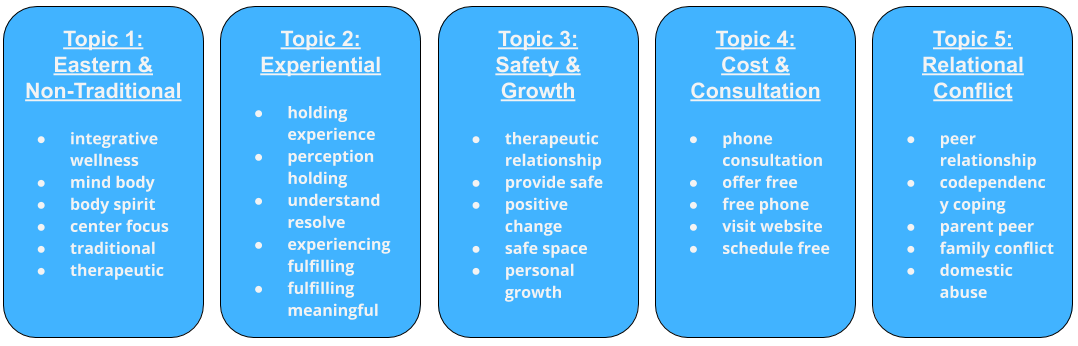 Topic 1:
Eastern &
Non-Traditional
● integrative
wellness
● mind body
● body spirit
● center focus
● traditional
● therapeutic
Topic 2:
Experiential
● holding
experience
● perception
holding
● understand
resolve
● experiencing
fulfilling
● fulfilling
meaningful
Topic 3:
Safety &
Growth
● therapeutic
relationship
● provide safe
● positive
change
● safe space
● personal
growth
Topic 4:
Cost &
Consultation
● phone
consultation
● offer free
● free phone
● visit website
● schedule free
Topic 5:
Relational
Conflict
● peer
relationship
● codependenc
y coping
● parent peer
● family conflict
● domestic
abuse